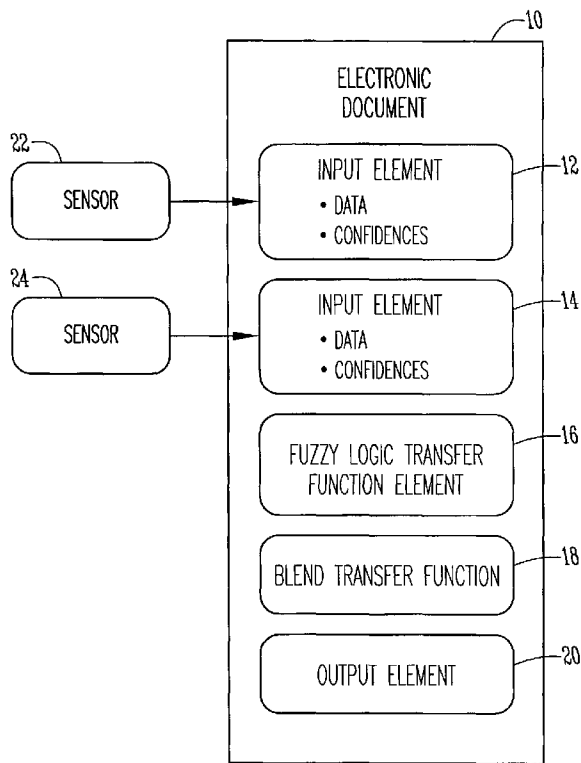 10
ELECTRONIC
DOCUMENT
22
SENSOR
INPUT ELEMENT
• DATA
• CONFIDENCES
12
24
SENSOR
INPUT ELEMENT
• DATA
• CONFIDENCES
14
FUZZY LOGIC TRANSFER
FUNCTION ELEMENT
16
BLEND TRANSFER FUNCTION
18
OUTPUT ELEMENT
20